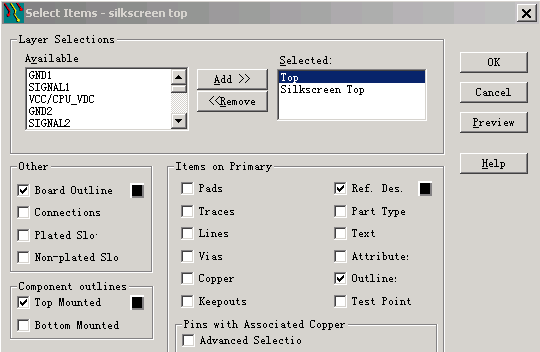 Select Items - silkscreen top
Layer Selections
Available
GND1
SIGNAL1
VCC/CPU_VDC
GND2
SIGNAL2
Add >>
<<Remove
Selected:
Top
Silkscreen Top
OK
Cancel
Preview
Help
Other
Board Outline
Connections
Plated Slo
Non-plated Slo
Component outlines
Top Mounted
Bottom Mounted
Items on Primary
Pads
Traces
Lines
Vias
Copper
Keepouts
Ref. Des.
Part Type
Text
Attribute:
Outline:
Test Point
Pins with Associated Copper
Advanced Selectio